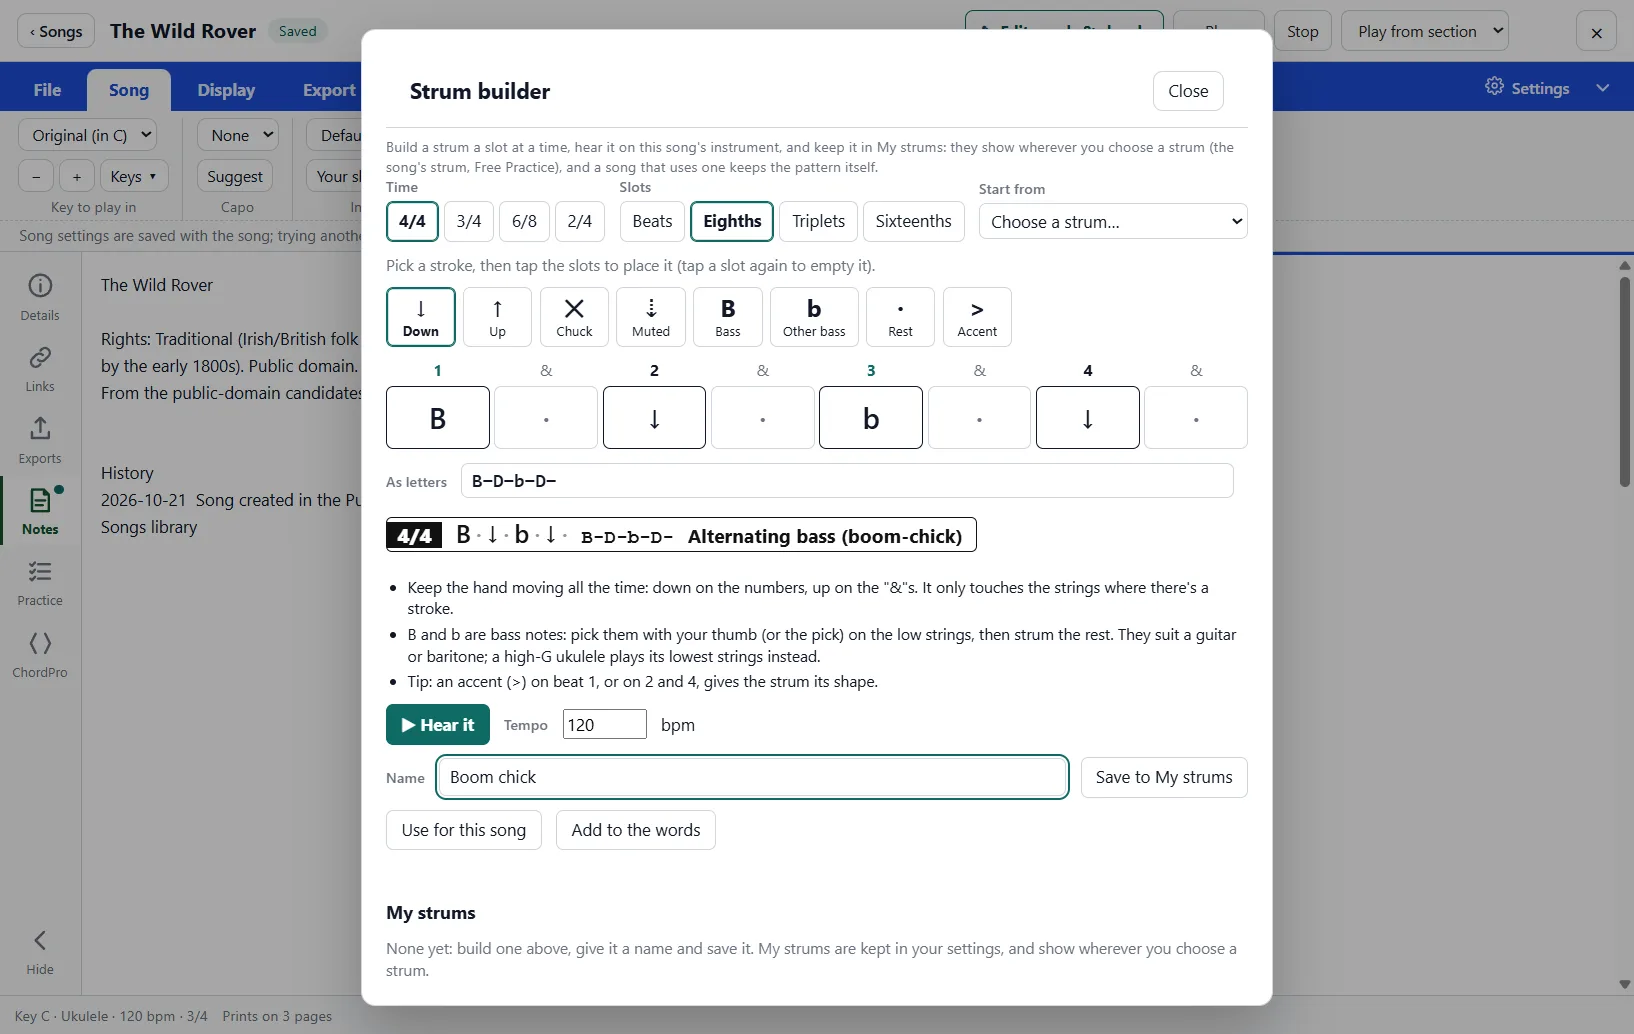 ‹ Songs
The Wild Rover
Saved
Stop
Play from section
×
File
Song
Display
Export
Settings
Original (in C)
None
Defau
−
+
Keys ▾
Suggest
Your s
Key to play in
Capo
In
Song settings are saved with the song; trying anothe
Details
Links
Exports
Notes
Practice
ChordPro
Hide
The Wild Rover
Rights: Traditional (Irish/British folk
by the early 1800s). Public domain.
From the public-domain candidates
History
2026-10-21 Song created in the Pu
Songs library
Strum builder
Close
Build a strum a slot at a time, hear it on this song's instrument, and keep it in My strums: they show wherever you choose a strum (the
song's strum, Free Practice), and a song that uses one keeps the pattern itself.
Time
Slots
Start from
4/4
3/4
6/8
2/4
Beats
Eighths
Triplets
Sixteenths
Choose a strum...
Pick a stroke, then tap the slots to place it (tap a slot again to empty it).
↓ Down
↑ Up
✕ Chuck
⇣ Muted
B Bass
b Other bass
· Rest
> Accent
1 & 2 & 3 & 4 &
B · ↓ · b · ↓ ·
As letters
B–D–b–D–
4/4 B · ↓ · b · ↓ · B–D–b–D– Alternating bass (boom-chick)
• Keep the hand moving all the time: down on the numbers, up on the "&"s. It only touches the strings where there's a
stroke.
• B and b are bass notes: pick them with your thumb (or the pick) on the low strings, then strum the rest. They suit a guitar
or baritone; a high-G ukulele plays its lowest strings instead.
• Tip: an accent (>) on beat 1, or on 2 and 4, gives the strum its shape.
▶ Hear it
Tempo
120
bpm
Name
Boom chick
Save to My strums
Use for this song
Add to the words
My strums
None yet: build one above, give it a name and save it. My strums are kept in your settings, and show wherever you choose a
strum.
Key C · Ukulele · 120 bpm · 3/4 Prints on 3 pages